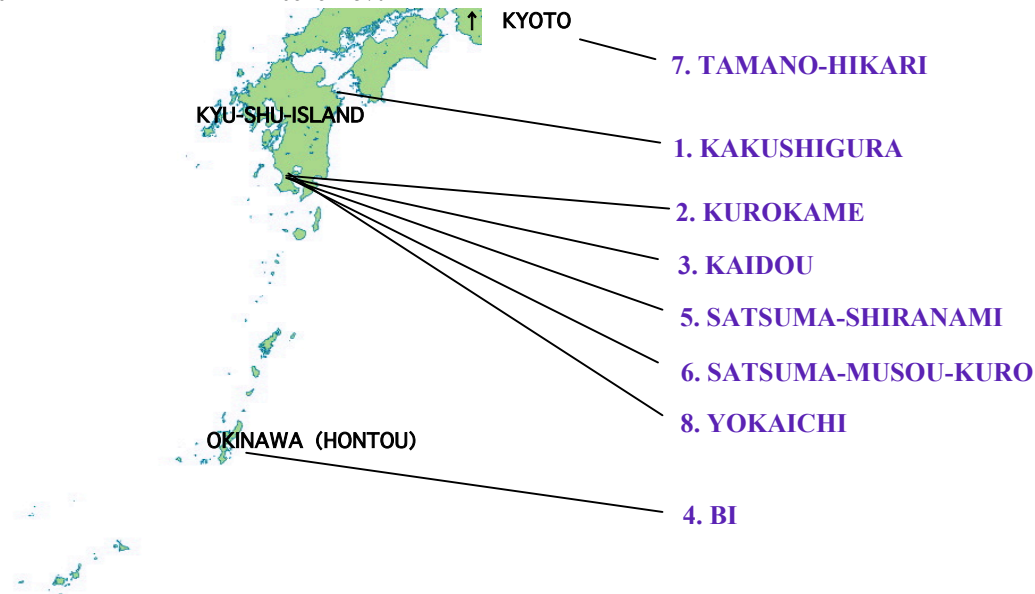 ↑ KYOTO
7. TAMANO-HIKARI
KYU-SHU-ISLAND
1. KAKUSHIGURA
2. KUROKAME
3. KAIDOU
5. SATSUMA-SHIRANAMI
6. SATSUMA-MUSOU-KURO
8. YOKAICHI
OKINAWA (HONTOU)
4. BI